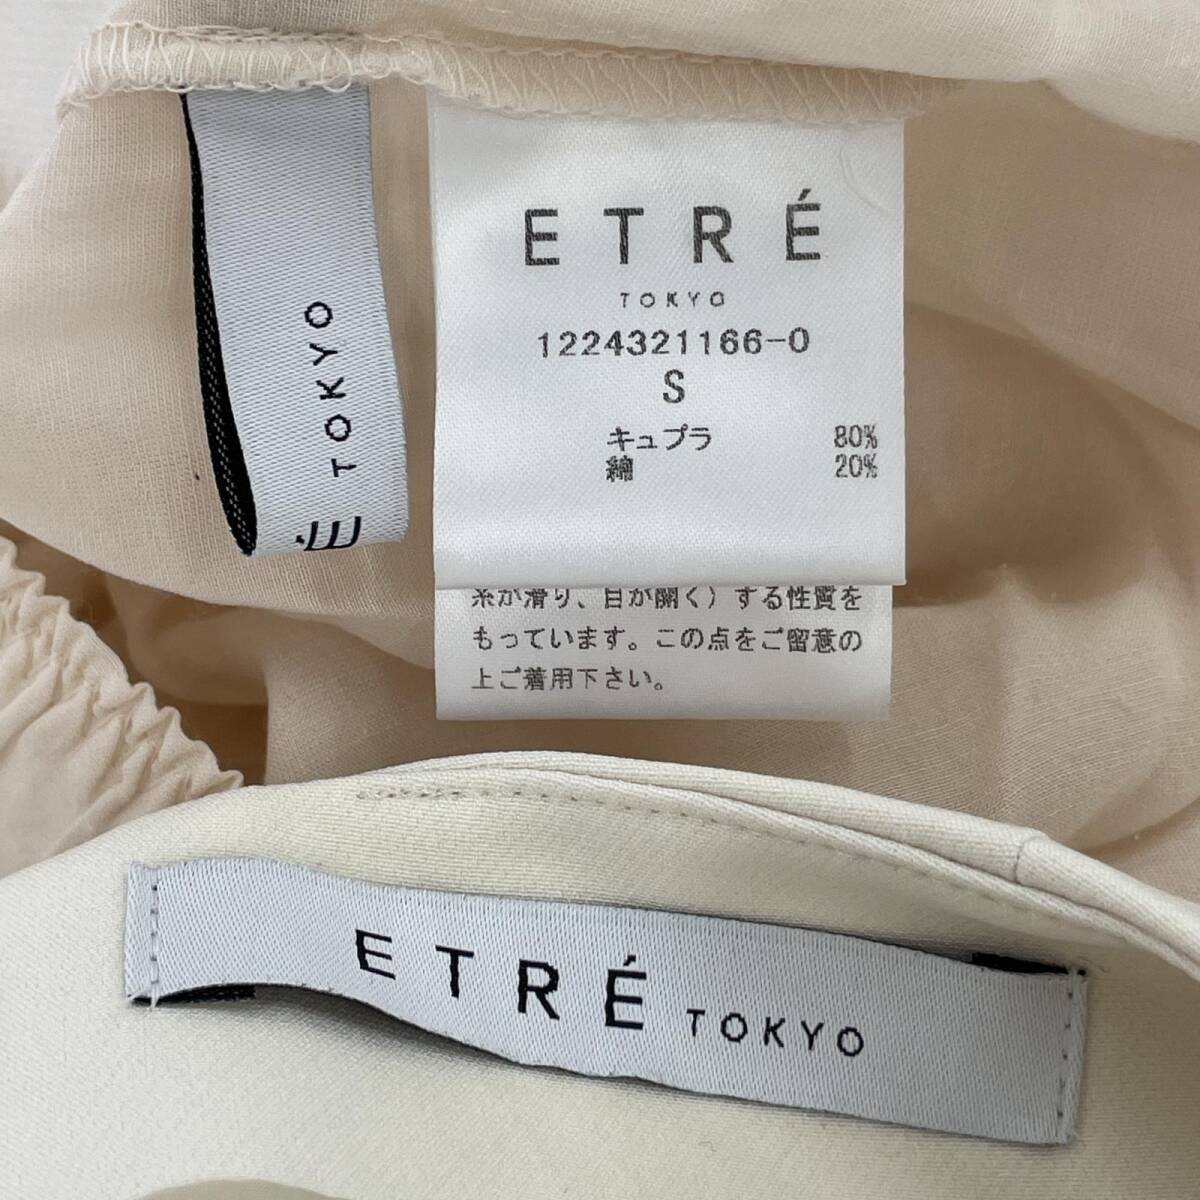 É TOKYO
ETRÉ
TOKYO
1224321166-0
S
キュプラ 80%
綿 20%
糸が滑り、目が開く）する性質を
もっています。この点をご留意の
上ご着用下さい。
ETRÉ TOKYO